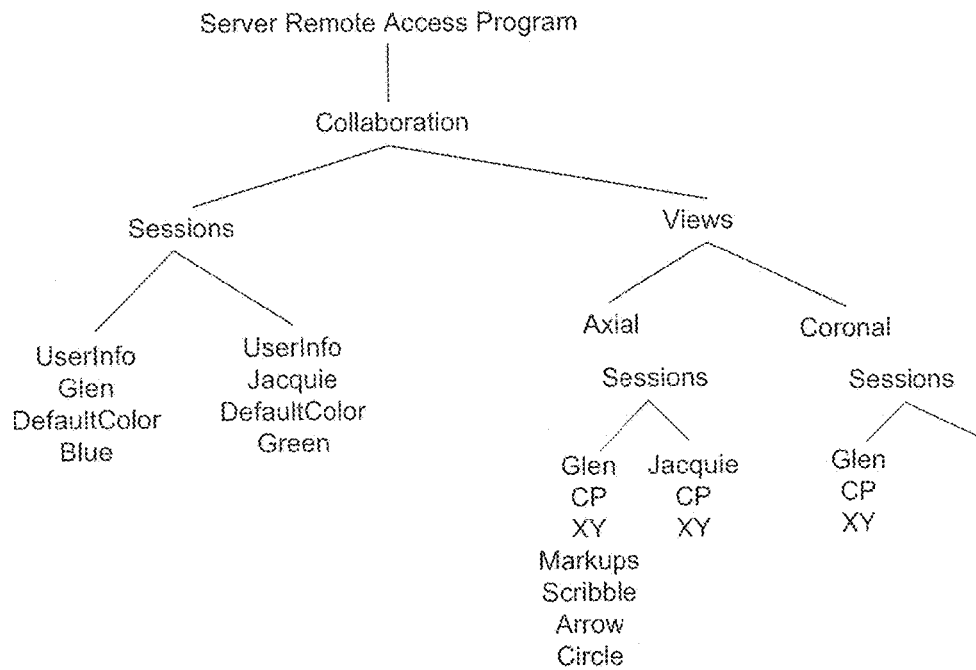 Server Remote Access Program
Collaboration
Sessions
Views
Axial
Coronal
UserInfo
Glen
DefaultColor
Blue
UserInfo
Jacquie
DefaultColor
Green
Sessions
Sessions
Glen
CP
XY
Markups
Scribble
Arrow
Circle
Jacquie
CP
XY
Glen
CP
XY